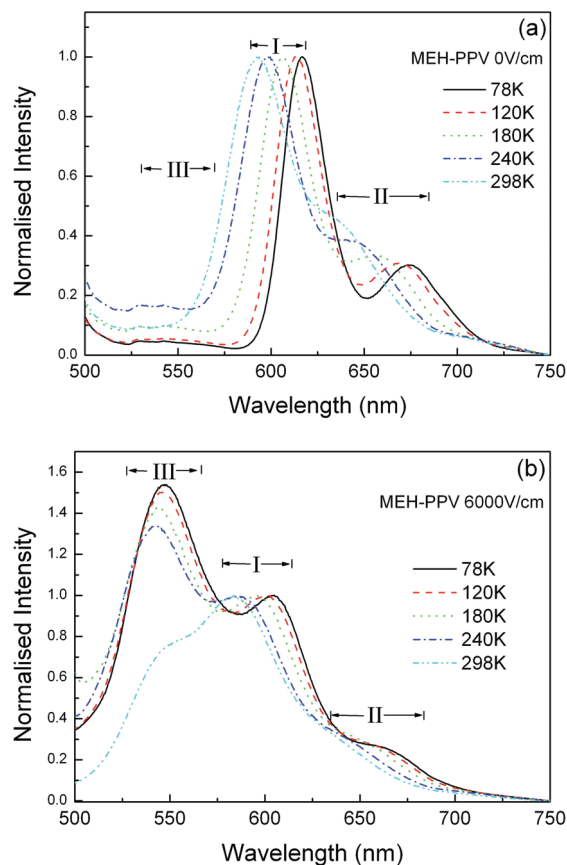 (a)
I
MEH-PPV 0V/cm
78K
120K
180K
240K
298K
III
II
Normalised Intensity
1.0
0.8
0.6
0.4
0.2
0.0
500 550 600 650 700 750
Wavelength (nm)
(b)
III
MEH-PPV 6000V/cm
I
78K
120K
180K
240K
298K
II
Normalised Intensity
1.6
1.4
1.2
1.0
0.8
0.6
0.4
0.2
0.0
500 550 600 650 700 750
Wavelength (nm)